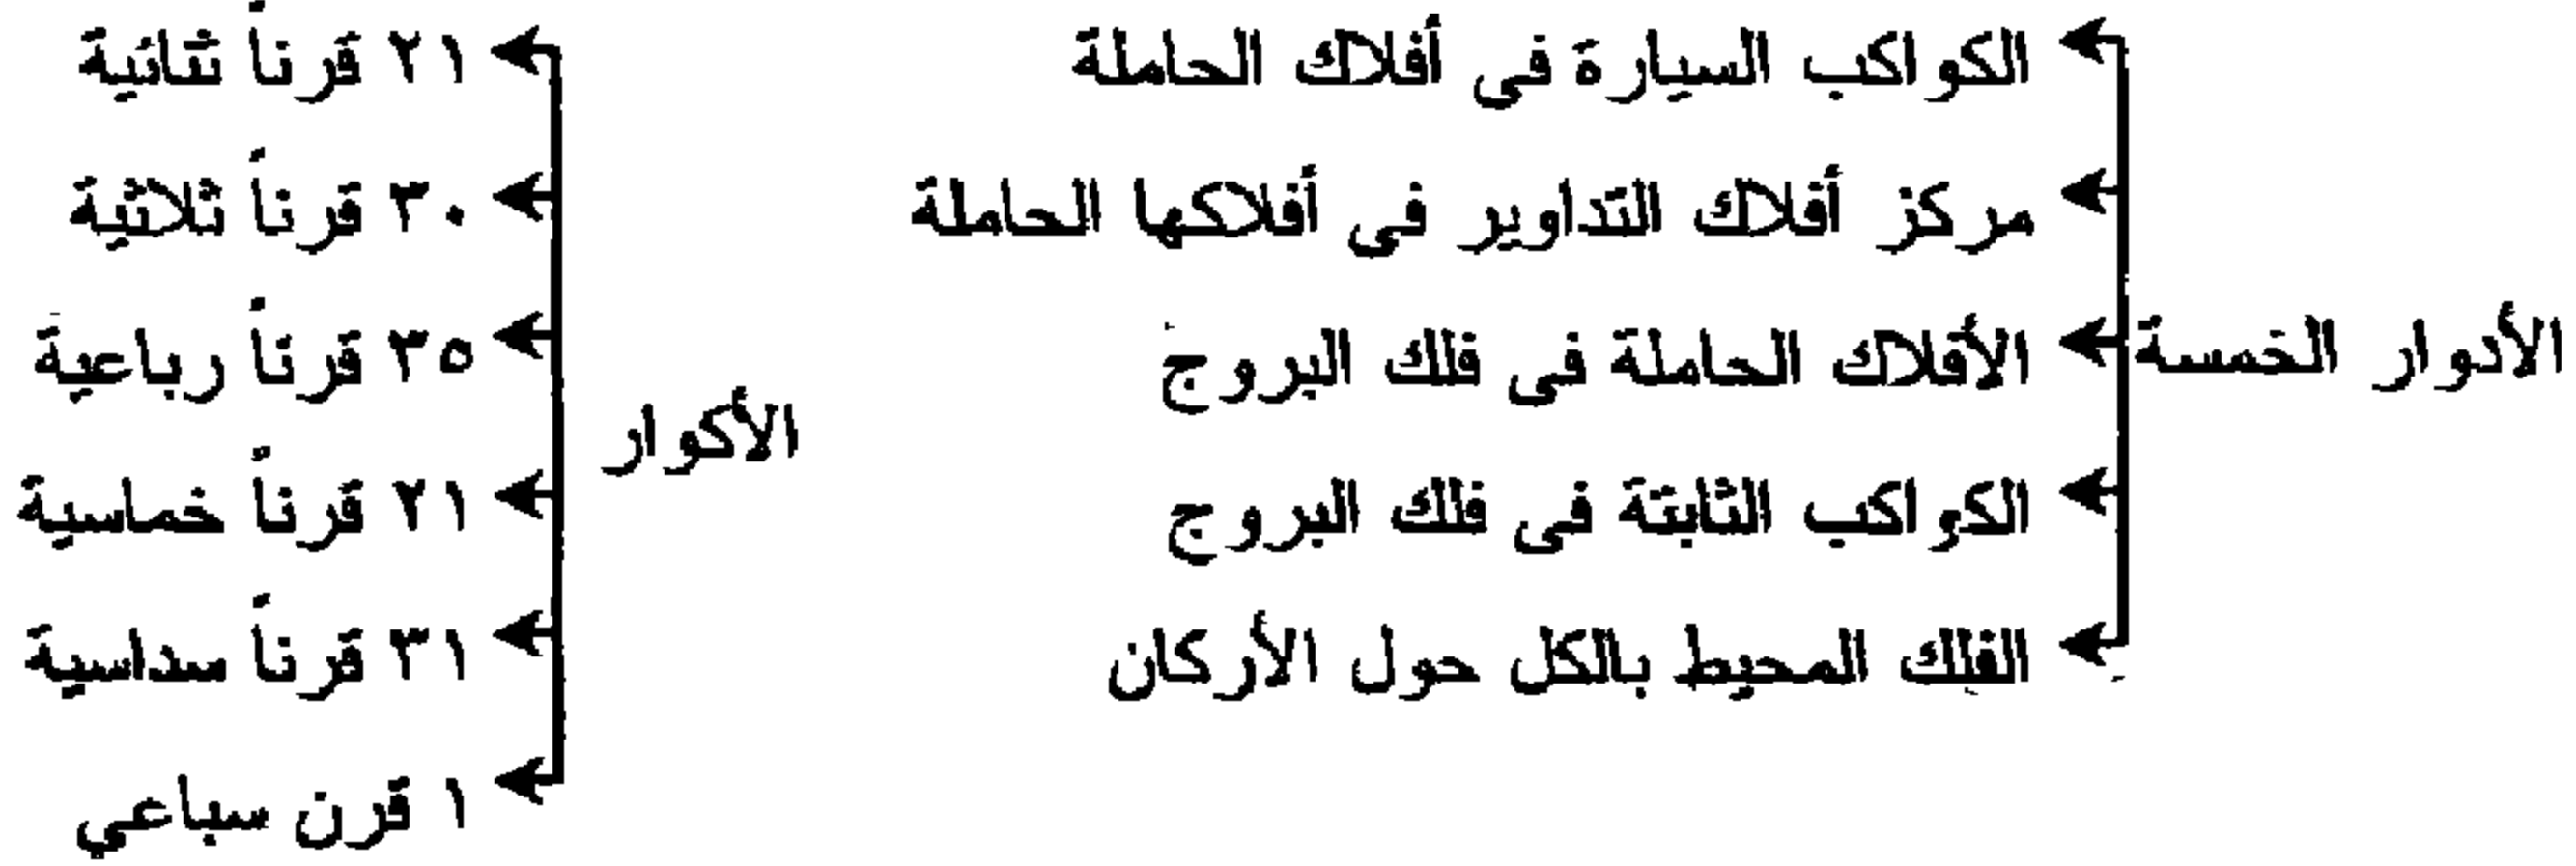 الأدوار الخمسة
الكواكب السيارة فى أفلاك الحاملة
مركز أفلاك التداوير فى أفلاكها الحاملة
الأفلاك الحاملة فى فلك البروج
الكواكب الثابتة فى فلك البروج
الفلك المحيط بالكل حول الأركان
الأكوار
٢١ قرناً ثنائية
٣٠ قرناً ثلاثية
٣٥ قرناً رباعية
٢١ قرناً خماسية
٣١ قرناً سداسية
١ قرن سباعي